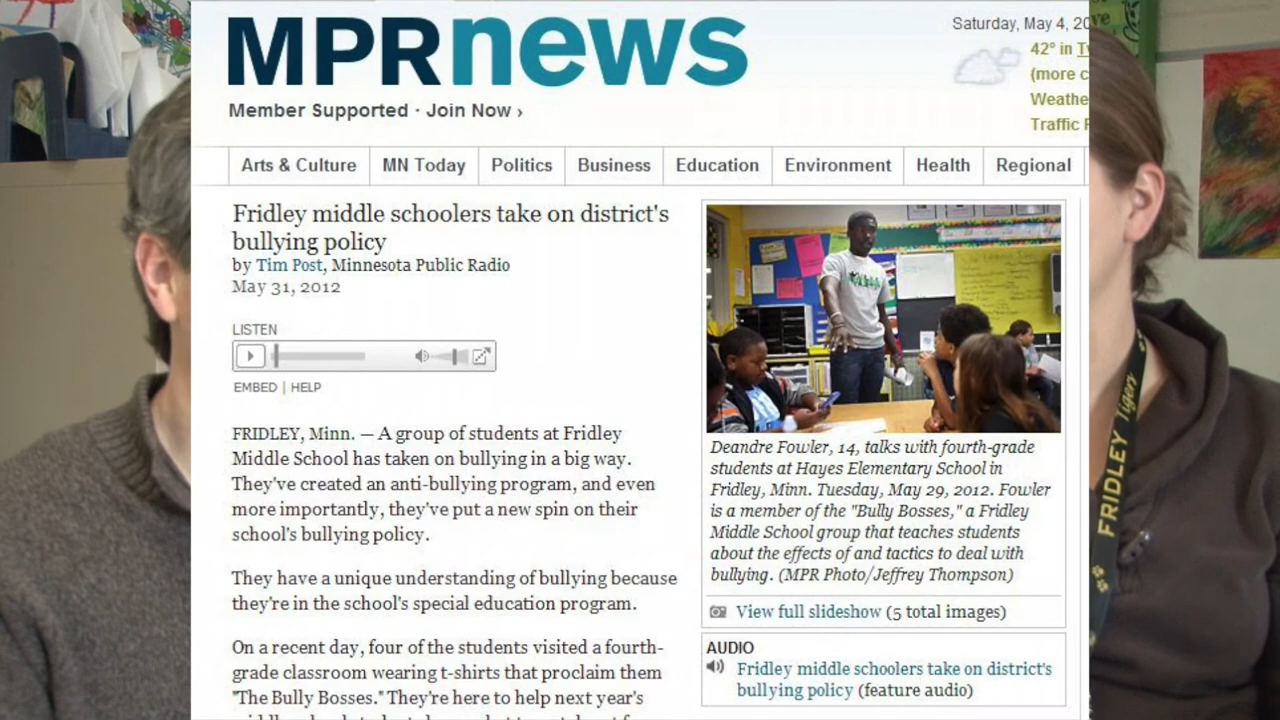 MPRnews
Saturday, May 4,
42° in
(more
Member Supported · Join Now ›
Arts & Culture
MN Today
Politics
Business
Education
Environment
Health
Regional
Fridley middle schoolers take on district's
bullying policy
by Tim Post, Minnesota Public Radio
May 31, 2012
LISTEN
EMBED | HELP
FRIDLEY, Minn. — A group of students at Fridley
Middle School has taken on bullying in a big way.
They've created an anti-bullying program, and even
more importantly, they've put a new spin on their
school's bullying policy.
They have a unique understanding of bullying because
they're in the school's special education program.
On a recent day, four of the students visited a fourth-
grade classroom wearing t-shirts that proclaim them
"The Bully Bosses." They're here to help next year's
Deandre Fowler, 14, talks with fourth-grade
students at Hayes Elementary School in
Fridley, Minn. Tuesday, May 29, 2012. Fowler
is a member of the "Bully Bosses," a Fridley
Middle School group that teaches students
about the effects of and tactics to deal with
bullying. (MPR Photo/Jeffrey Thompson)
View full slideshow (5 total images)
AUDIO
Fridley middle schoolers take on district's
bullying policy (feature audio)
FRIDLEY Tigers